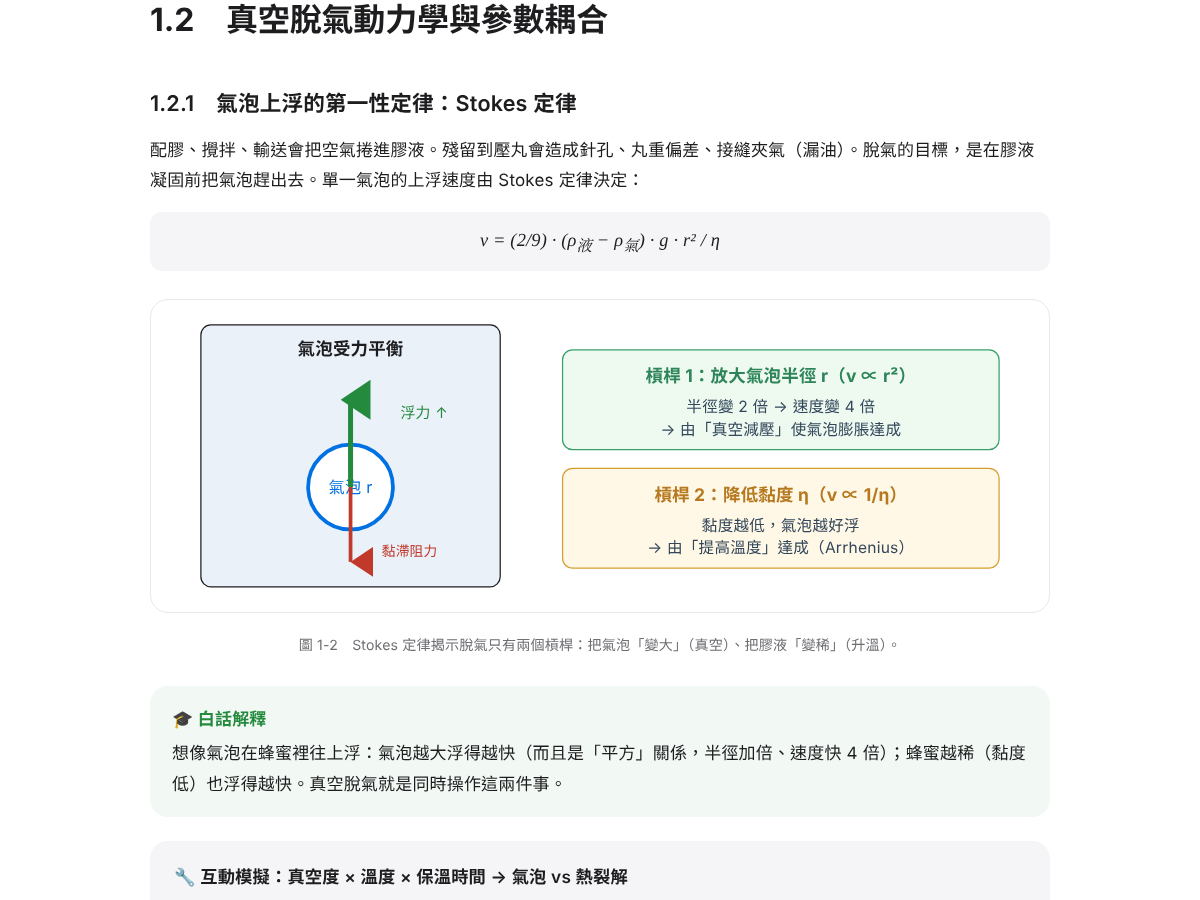 1.2　真空脫氣動力學與參數耦合
1.2.1　氣泡上浮的第一性定律：Stokes 定律
配膠、攪拌、輸送會把空氣捲進膠液。殘留到壓丸會造成針孔、丸重偏差、接縫夾氣（漏油）。脫氣的目標，是在膠液
凝固前把氣泡趕出去。單一氣泡的上浮速度由 Stokes 定律決定：
v = (2/9) · (ρ液 − ρ氣) · g · r² / η
氣泡受力平衡
浮力 ↑
氣泡 r
黏滯阻力
槓桿 1：放大氣泡半徑 r（v ∝ r²）
半徑變 2 倍 → 速度變 4 倍
→ 由「真空減壓」使氣泡膨脹達成
槓桿 2：降低黏度 η（v ∝ 1/η）
黏度越低，氣泡越好浮
→ 由「提高溫度」達成（Arrhenius）
圖 1-2　Stokes 定律揭示脫氣只有兩個槓桿：把氣泡「變大」（真空）、把膠液「變稀」（升溫）。
🎓 白話解釋
想像氣泡在蜂蜜裡往上浮：氣泡越大浮得越快（而且是「平方」關係，半徑加倍、速度快 4 倍）；蜂蜜越稀（黏度
低）也浮得越快。真空脫氣就是同時操作這兩件事。
🔧 互動模擬：真空度 × 溫度 × 保溫時間 → 氣泡 vs 熱裂解